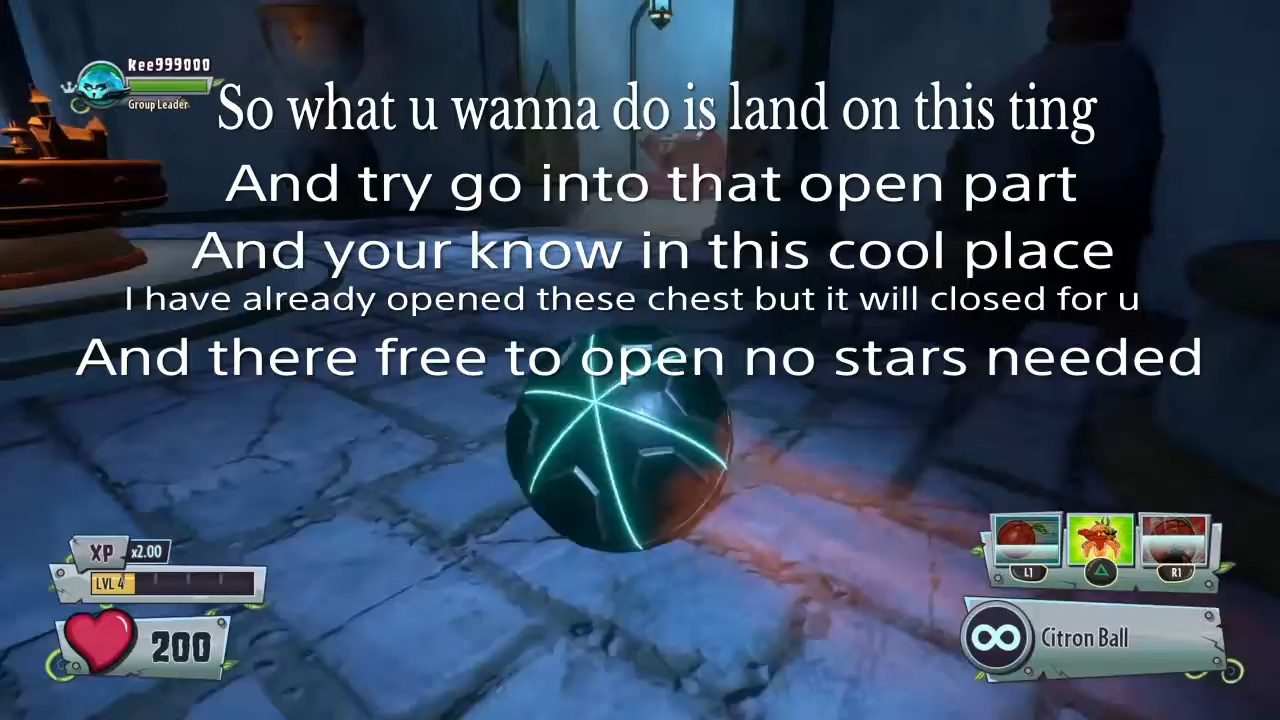 Kee999000
Group Leader
So what u wanna do is land on this ting
And try go into that open part
And your know in this cool place
I have already opened these chest but it will closed for u
And there free to open no stars needed
XP x2.00
LVL 4
200
L1 R1
Citron Ball